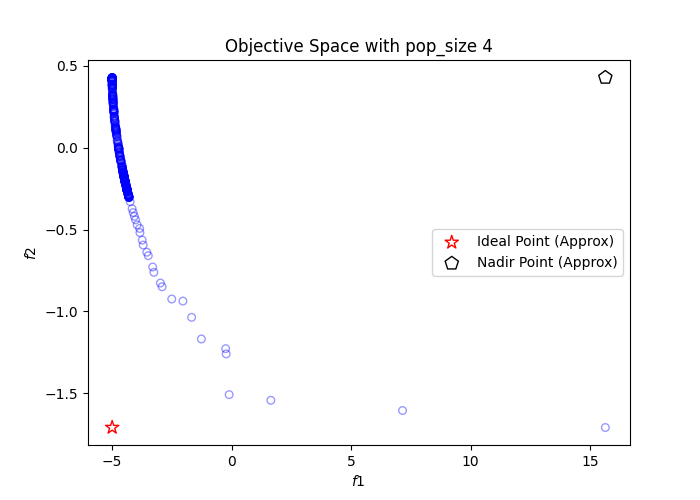 Objective Space with pop_size 4
0.5
0.0
−0.5
−1.0
−1.5
f2
Ideal Point (Approx)
Nadir Point (Approx)
−5
0
5
10
15
f1